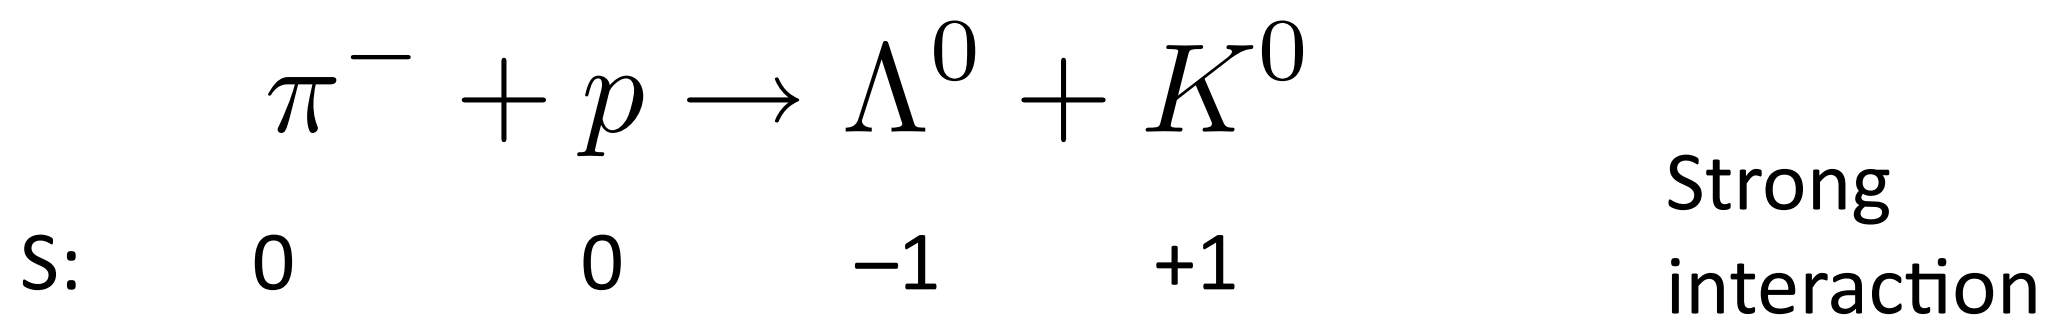 π⁻ + p → Λ⁰ + K⁰
S: 0 0 –1 +1
Strong
interaction